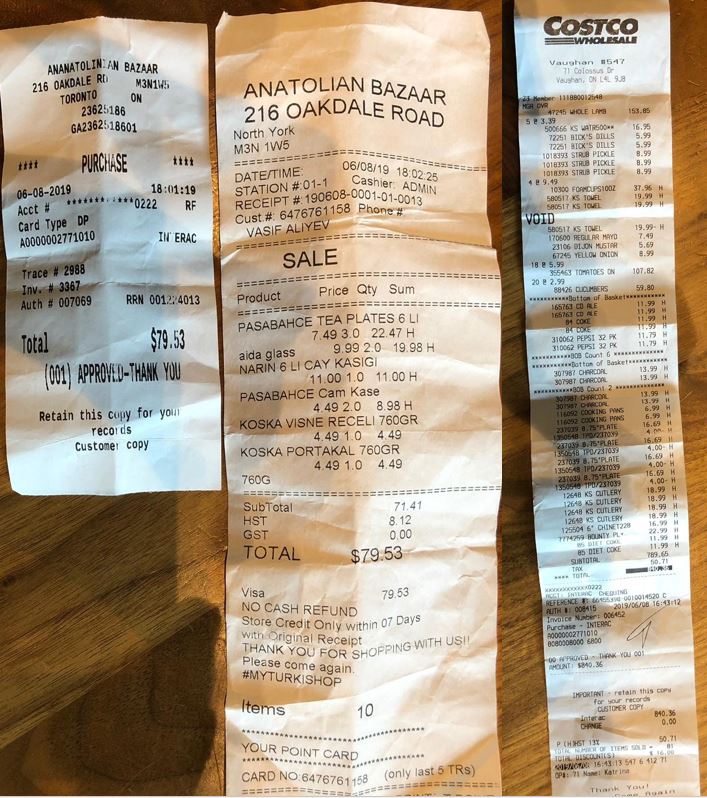 ANANATOLINIAN BAZAAR
216 OAKDALE RD M3N1W5
TORONTO ON
23625186
GA2362518601
**** PURCHASE ****
06-08-2019 18:01:19
Acct # ************0222 RF
Card Type DP
A0000002771010 INTERAC
Trace # 2988
Inv. # 3367
Auth # 007069 RRN 001224013
Total $79.53
(001) APPROVED-THANK YOU
Retain this copy for your
records
Customer copy
ANATOLIAN BAZAAR
216 OAKDALE ROAD
North York
M3N 1W5
DATE/TIME: 06/08/19 18:02:25
STATION # 01-1 Cashier: ADMIN
RECEIPT # 190608-0001-01-0013
Cust #: 6476761158 Phone #
VASIF ALIYEV
SALE
Product Price Qty Sum
PASABAHCE TEA PLATES 6 LI
7.49 3.0 22.47 H
aida glass
9.99 2.0 19.98 H
NARIN 6 LI CAY KASIGI
11.00 1.0 11.00 H
PASABAHCE Cam Kase
4.49 2.0 8.98 H
KOSKA VISNE RECELI 760GR
4.49 1.0 4.49
KOSKA PORTAKAL 760GR
4.49 1.0 4.49
760G
SubTotal 71.41
HST 8.12
GST 0.00
TOTAL $79.53
Visa 79.53
NO CASH REFUND
Store Credit Only within 07 Days
with Original Receipt
THANK YOU FOR SHOPPING WITH US!!
Please come again.
#MYTURKISHOP
Items 10
YOUR POINT CARD
CARD NO:6476761158 (only last 5 TRs)
COSTCO
WHOLESALE
Vaughan #547
71 Colossus Dr
Vaughan, ON L4L 9J8
23 Member 111880012548
MGR OVR
47245 WHOLE LAMB 153.85
5 @ 3.39
500666 KS WATR500** 16.95
72251 BICK'S DILLS 5.99
72251 BICK'S DILLS 5.99
1018393 STRUB PICKLE 8.99
1018393 STRUB PICKLE 8.99
1018393 STRUB PICKLE 8.99
4 @ 9.49
10300 FOAMCUPS10OZ 37.96 H
580517 KS TOWEL 19.99 H
580517 KS TOWEL 19.99 H
VOID
580517 KS TOWEL 19.99- H
170600 REGULAR MAYO 7.49
23106 DIJON MUSTAR 5.69
67245 YELLOW ONION 8.99
18 @ 5.99
355463 TOMATOES ON 107.82
20 @ 2.99
88426 CUCUMBERS 59.80
**********Bottom of Basket**********
165763 CD ALE 11.99 H
165763 CD ALE 11.99 H
84 COKE 11.99 H
84 COKE 11.99 H
310062 PEPSI 32 PK 11.79 H
310062 PEPSI 32 PK 11.79 H
**********BOB Count 6 **********
**********Bottom of Basket**********
307987 CHARCOAL 13.99 H
307987 CHARCOAL 13.99 H
**********BOB Count 2 **********
307987 CHARCOAL 13.99 H
307987 CHARCOAL 13.99 H
116092 COOKING PANS 6.99 H
116092 COOKING PANS 6.99 H
237039 8.75"PLATE 16.69 H
1350548 TPD/237039 4.00- H
237039 8.75"PLATE 16.69 H
1350548 TPD/237039 4.00- H
237039 8.75"PLATE 16.69 H
1350548 TPD/237039 4.00- H
237039 8.75"PLATE 16.69 H
1350548 TPD/237039 4.00- H
12648 KS CUTLERY 18.99 H
12648 KS CUTLERY 18.99 H
12648 KS CUTLERY 18.99 H
12648 KS CUTLERY 18.99 H
125504 6" CHINET228 16.99 H
7774259 BOUNTY PL* 22.99 H
85 DIET COKE 11.99 H
85 DIET COKE 11.99 H
SUBTOTAL 789.65
TAX 50.71
**** TOTAL 840.36
XXXXXXXXXXXX0222
ACCT: INTERAC CHEQUING
REFERENCE #: 66455398-0010014520 C
AUTH #: 008415 2019/06/08 16:43:12
Invoice Number: 006452
Purchase - INTERAC
A0000002771010
8080008000 6800
00 APPROVED - THANK YOU 001
AMOUNT: $840.36
IMPORTANT - retain this copy
for your records
CUSTOMER COPY
Interac 840.36
CHANGE 0.00
P (H)HST 13% 50.71
TOTAL NUMBER OF ITEMS SOLD = 81
TOTAL DISCOUNT(S) $ 16.00
2019/06/08 16:43:13 547 6 412 71
OP#: 71 Name: Katrina
Thank You!
Come Again